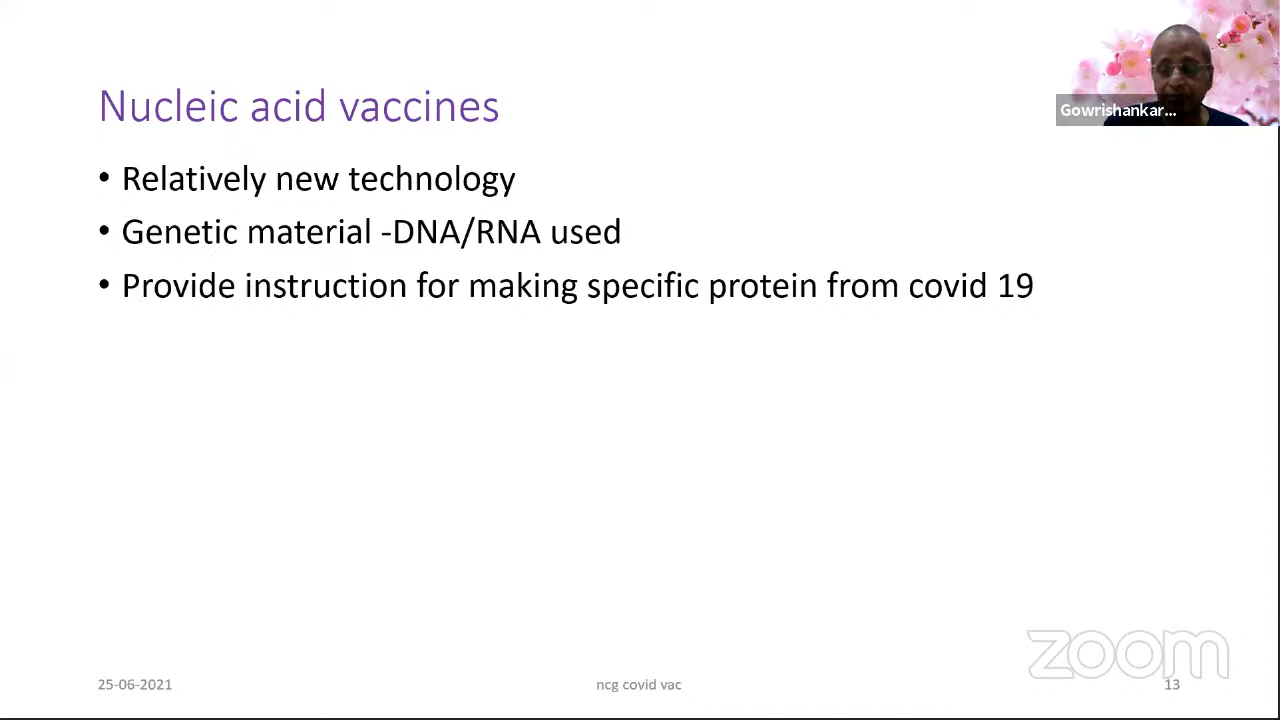 Gowrishankar...
Nucleic acid vaccines
• Relatively new technology
• Genetic material -DNA/RNA used
• Provide instruction for making specific protein from covid 19
zoom
25-06-2021
ncg covid vac
13